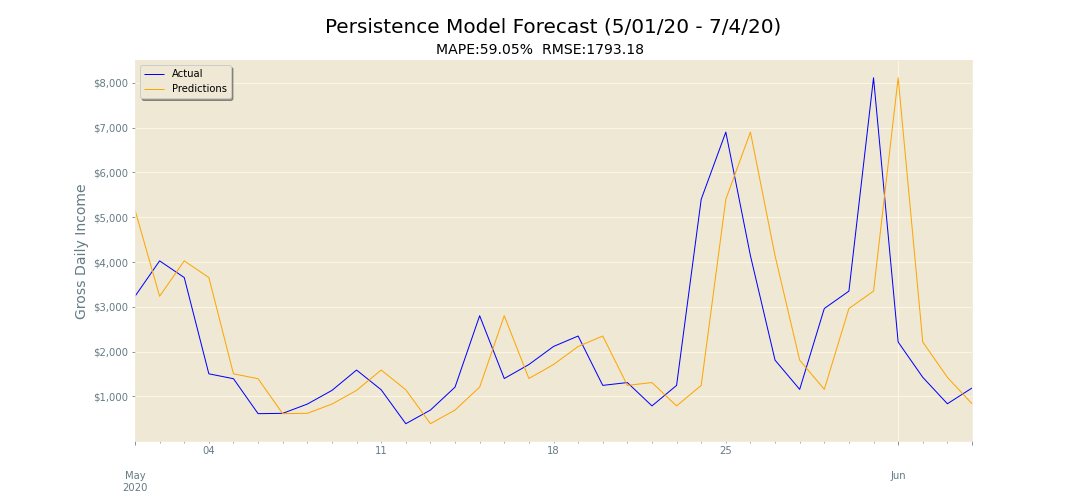 Persistence Model Forecast (5/01/20 - 7/4/20)
MAPE:59.05%  RMSE:1793.18
Actual
Predictions
$8,000
$7,000
$6,000
$5,000
$4,000
$3,000
$2,000
$1,000
Gross Daily Income
04
11
18
25
May
2020
Jun